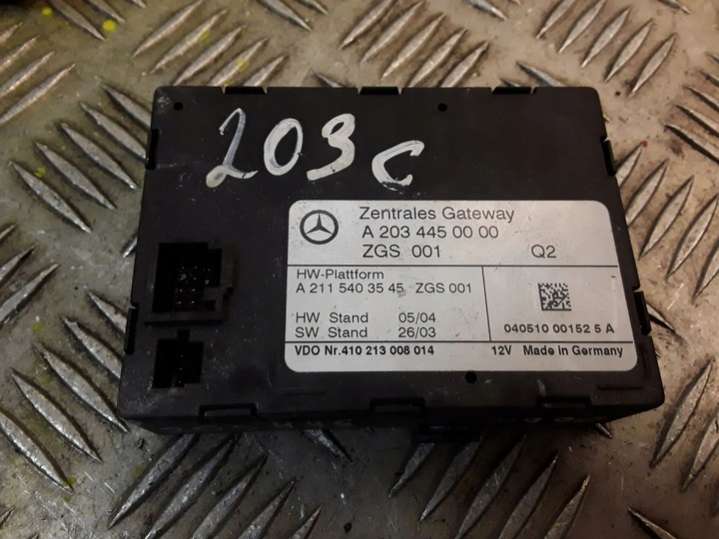 203c
Zentrales Gateway
A 203 445 00 00
ZGS 001 Q2
HW-Plattform
A 211 540 35 45 ZGS 001
HW Stand 05/04
SW. Stand 26/03
040510 00152 5 A
VDO Nr.410 213 008 014 12V Made in Germany